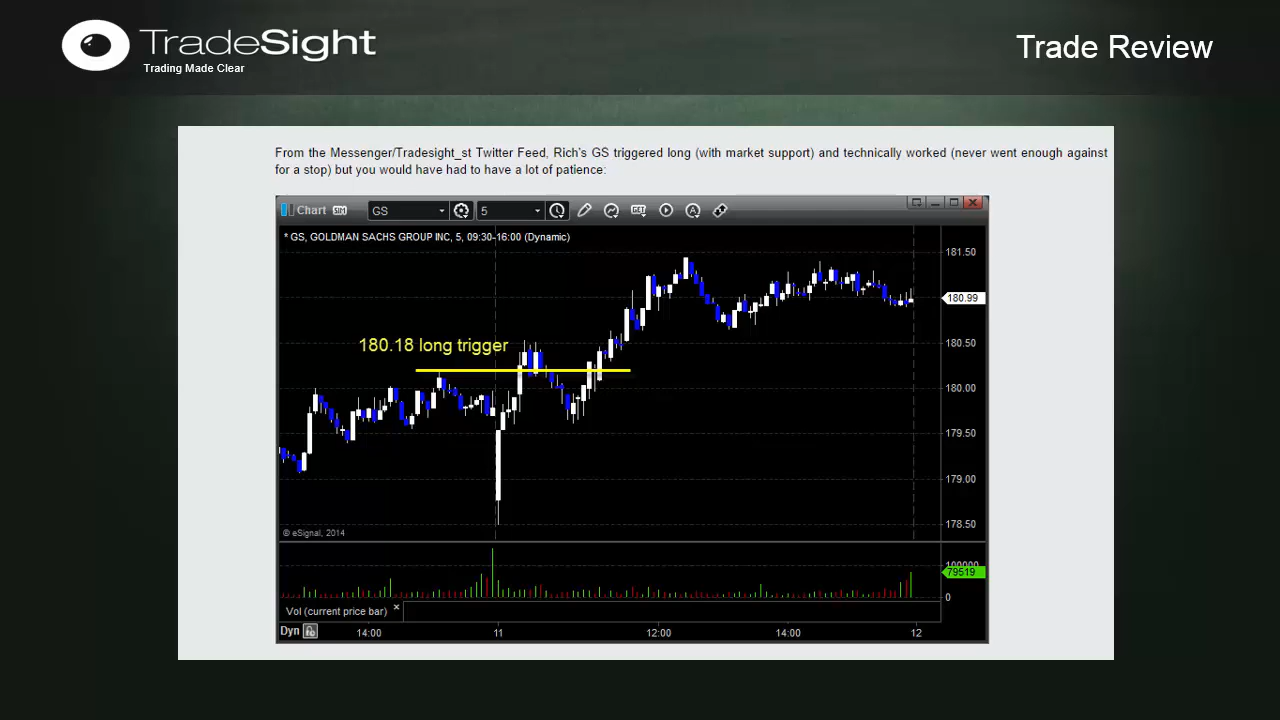 TradeSight
Trading Made Clear
Trade Review
From the Messenger/Tradesight_st Twitter Feed, Rich's GS triggered long (with market support) and technically worked (never went enough against
for a stop) but you would have had to have a lot of patience:
Chart
GS
5
GET
A
* GS, GOLDMAN SACHS GROUP INC, 5, 09:30-16:00 (Dynamic)
181.50
180.99
180.18 long trigger
180.50
180.00
179.50
179.00
178.50
© eSignal, 2014
100000
79519
0
Vol (current price bar)
Dyn
14:00
11
12:00
14:00
12